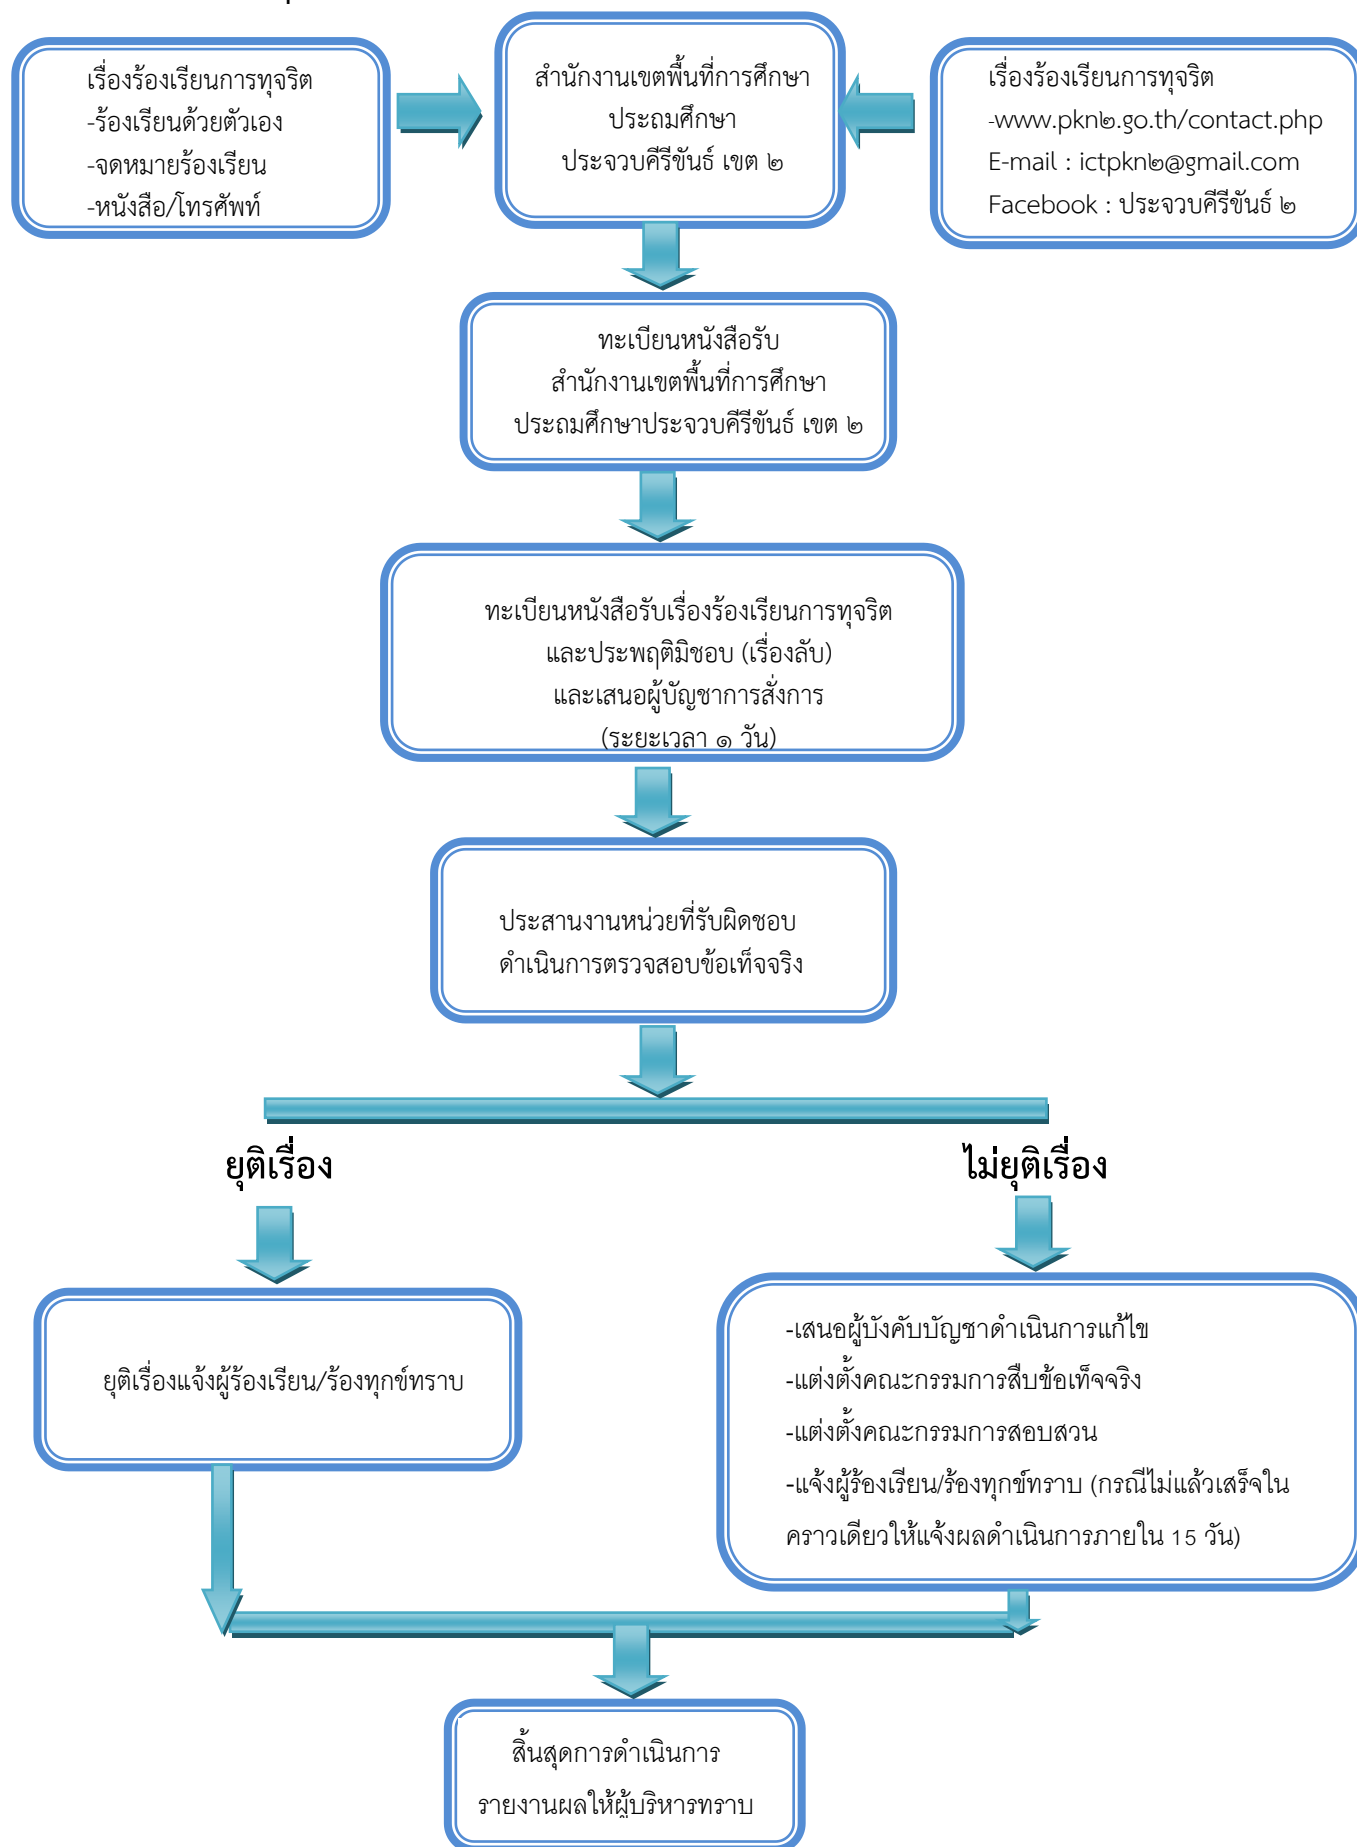 เรื่องร้องเรียนการทุจริต
-ร้องเรียนด้วยตัวเอง
-จดหมายร้องเรียน
-หนังสือ/โทรศัพท์
สำนักงานเขตพื้นที่การศึกษา
ประถมศึกษา
ประจวบคีรีขันธ์ เขต ๒
เรื่องร้องเรียนการทุจริต
-www.pkn๒.go.th/contact.php
E-mail : ictpkn๒@gmail.com
Facebook : ประจวบคีรีขันธ์ ๒
ทะเบียนหนังสือรับ
สำนักงานเขตพื้นที่การศึกษา
ประถมศึกษาประจวบคีรีขันธ์ เขต ๒
ทะเบียนหนังสือรับเรื่องร้องเรียนการทุจริต
และประพฤติมิชอบ (เรื่องลับ)
และเสนอผู้บัญชาการสั่งการ
(ระยะเวลา ๑ วัน)
ประสานงานหน่วยที่รับผิดชอบ
ดำเนินการตรวจสอบข้อเท็จจริง
ยุติเรื่อง
ไม่ยุติเรื่อง
ยุติเรื่องแจ้งผู้ร้องเรียน/ร้องทุกข์ทราบ
-เสนอผู้บังคับบัญชาดำเนินการแก้ไข
-แต่งตั้งคณะกรรมการสืบข้อเท็จจริง
-แต่งตั้งคณะกรรมการสอบสวน
-แจ้งผู้ร้องเรียน/ร้องทุกข์ทราบ (กรณีไม่แล้วเสร็จใน
คราวเดียวให้แจ้งผลดำเนินการภายใน 15 วัน)
สิ้นสุดการดำเนินการ
รายงานผลให้ผู้บริหารทราบ